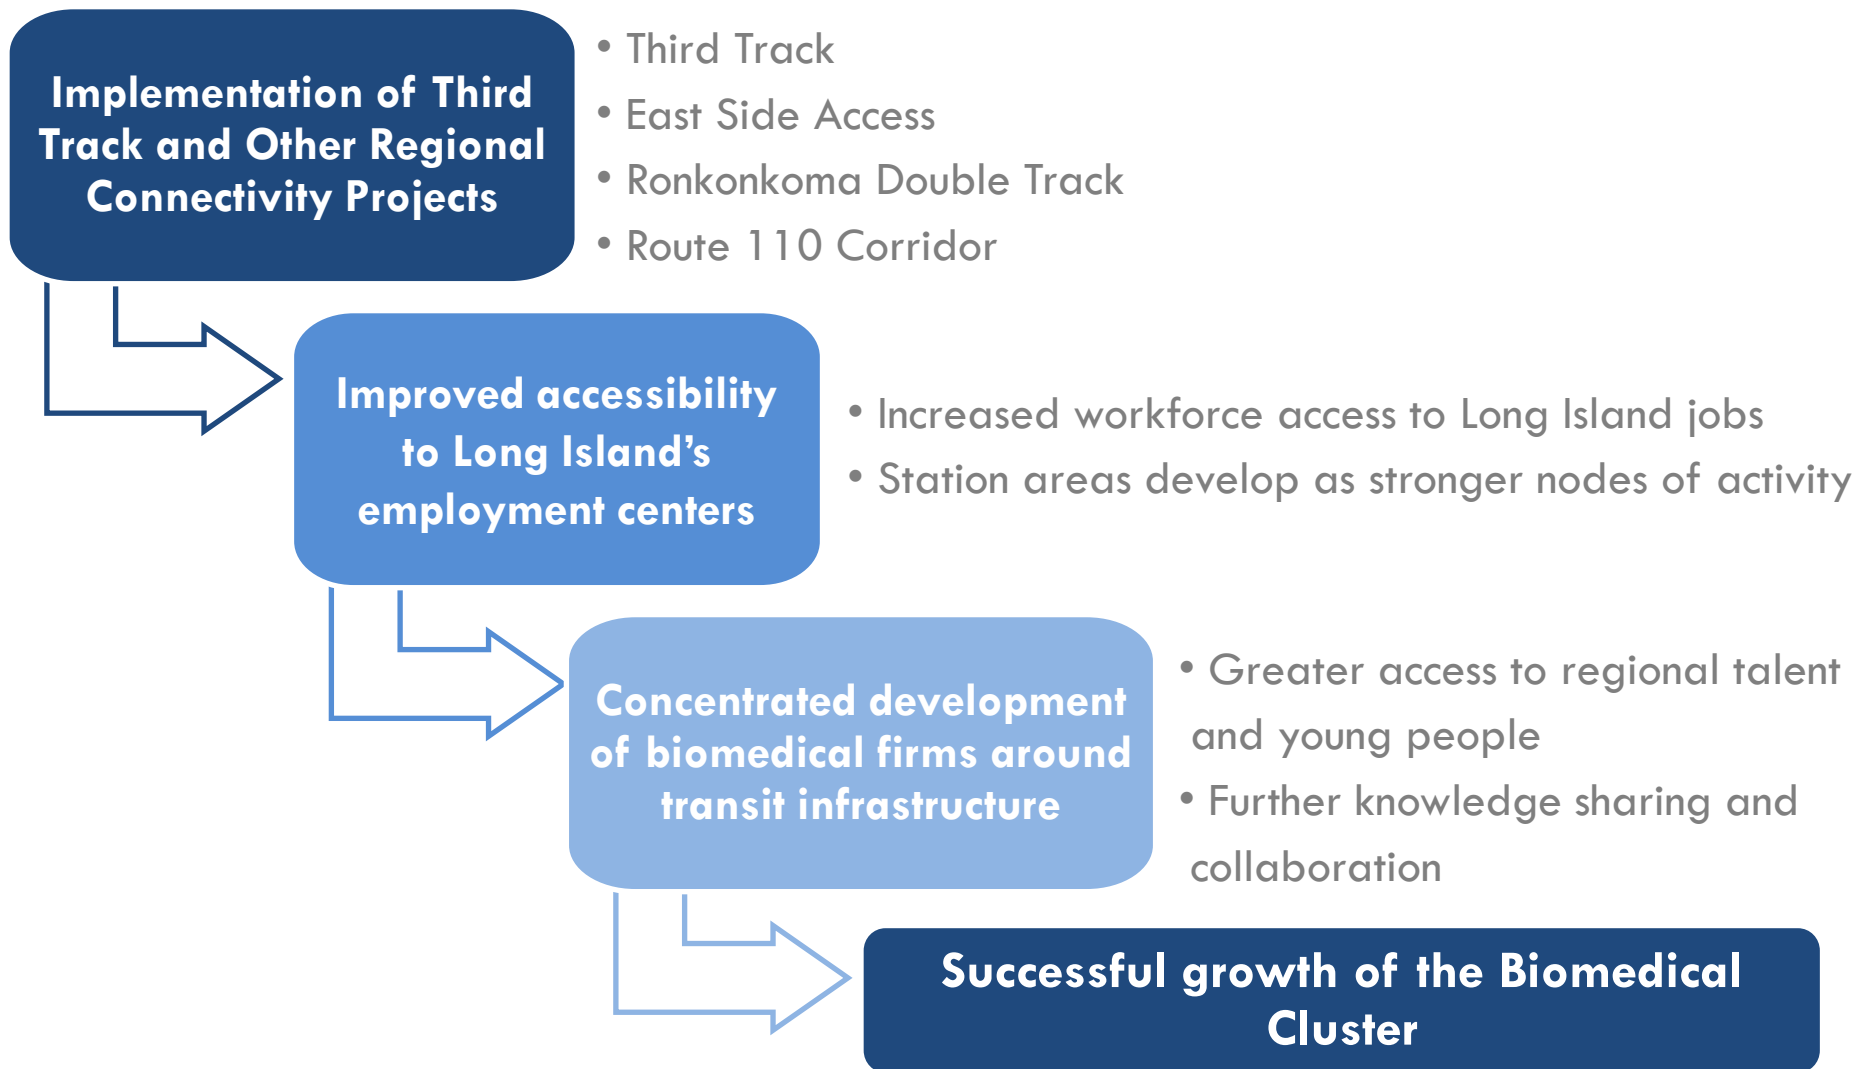 Implementation of Third
Track and Other Regional
Connectivity Projects
• Third Track
• East Side Access
• Ronkonkoma Double Track
• Route 110 Corridor
Improved accessibility
to Long Island’s
employment centers
• Increased workforce access to Long Island jobs
• Station areas develop as stronger nodes of activity
Concentrated development
of biomedical firms around
transit infrastructure
• Greater access to regional talent
and young people
• Further knowledge sharing and
collaboration
Successful growth of the Biomedical
Cluster